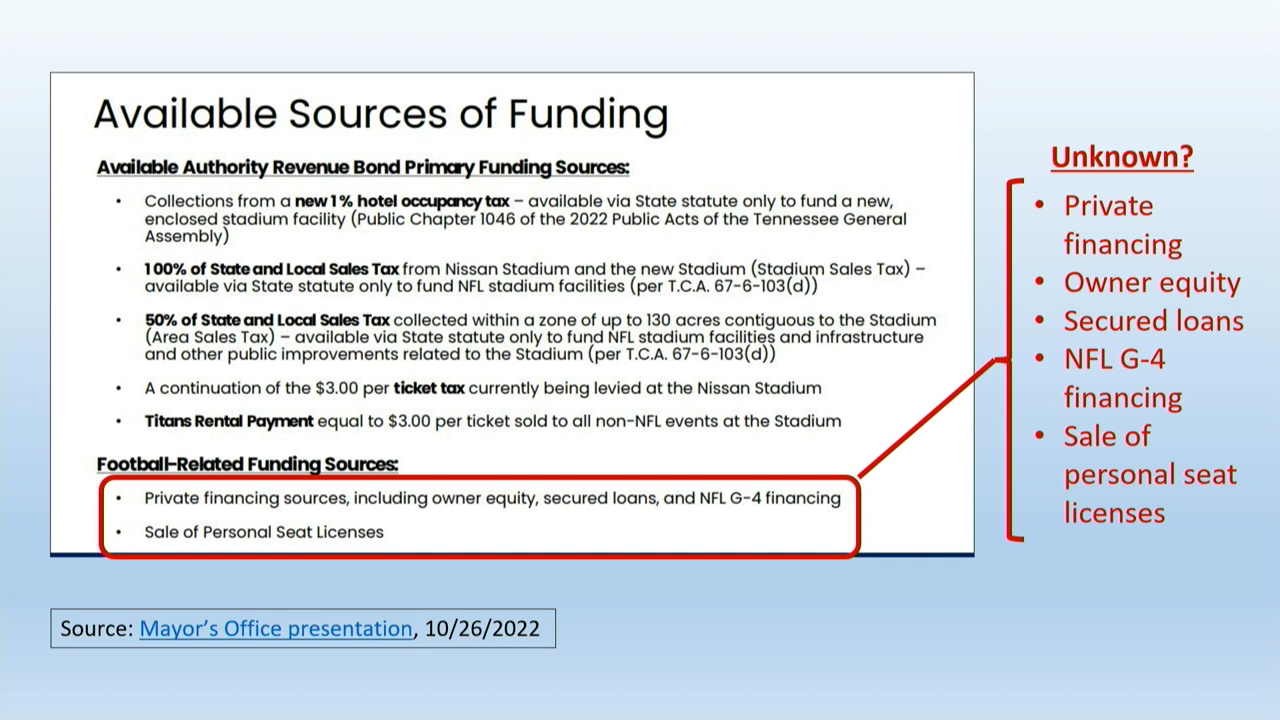 Available Sources of Funding
Available Authority Revenue Bond Primary Funding Sources:
• Collections from a new 1% hotel occupancy tax – available via State statute only to fund a new,
enclosed stadium facility (Public Chapter 1046 of the 2022 Public Acts of the Tennessee General
Assembly)
• 100% of State and Local Sales Tax from Nissan Stadium and the new Stadium (Stadium Sales Tax) –
available via State statute only to fund NFL stadium facilities (per T.C.A. 67-6-103(d))
• 50% of State and Local Sales Tax collected within a zone of up to 130 acres contiguous to the Stadium
(Area Sales Tax) – available via State statute only to fund NFL stadium facilities and infrastructure
and other public improvements related to the Stadium (per T.C.A. 67-6-103(d))
• A continuation of the $3.00 per ticket tax currently being levied at the Nissan Stadium
• Titans Rental Payment equal to $3.00 per ticket sold to all non-NFL events at the Stadium
Football-Related Funding Sources:
• Private financing sources, including owner equity, secured loans, and NFL G-4 financing
• Sale of Personal Seat Licenses
Unknown?
• Private
financing
• Owner equity
• Secured loans
• NFL G-4
financing
• Sale of
personal seat
licenses
Source: Mayor's Office presentation, 10/26/2022